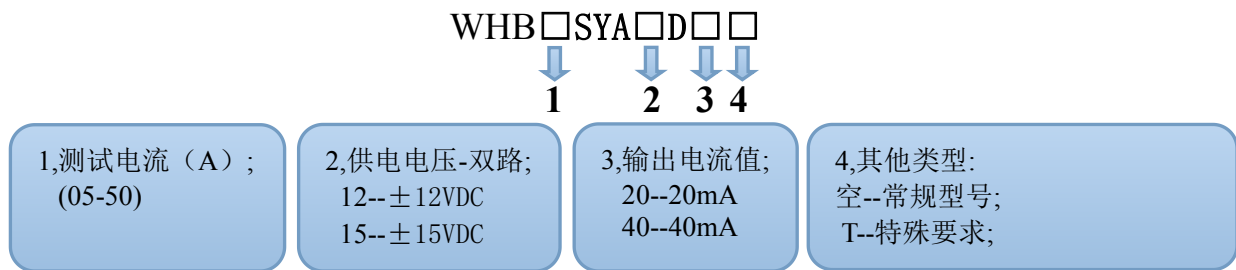 WHB□SYA□D□□
1 2 3 4
1,测试电流（A）;
(05-50)
2,供电电压-双路;
12--±12VDC
15--±15VDC
3,输出电流值;
20--20mA
40--40mA
4,其他类型:
空--常规型号;
T--特殊要求;